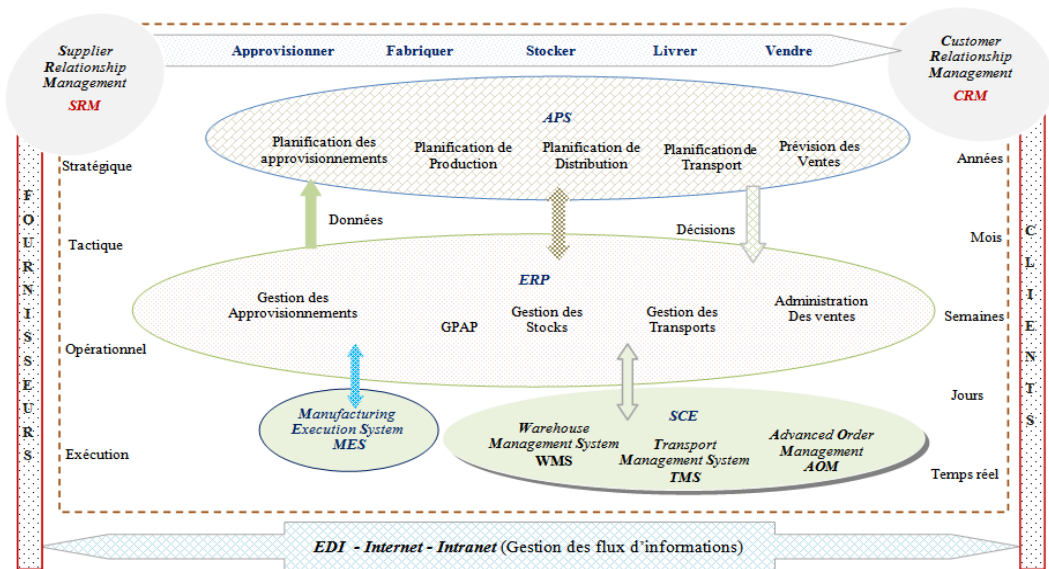 Supplier
Relationship
Management
SRM
Approvisionner Fabriquer Stocker Livrer Vendre
Customer
Relationship
Management
CRM
APS
Planification des
approvisionnements
Planification de
Production
Planification de
Distribution
Planification de
Transport
Prévision des
Ventes
Stratégique
Années
Données
Décisions
Tactique
Mois
FOURNISSEURS
CLIENTS
ERP
Gestion des
Approvisionnements
GPAP
Gestion des
Stocks
Gestion des
Transports
Administration
Des ventes
Semaines
Opérationnel
Jours
Manufacturing
Execution System
MES
SCE
Warehouse
Management System
WMS
Transport
Management System
TMS
Advanced Order
Management
AOM
Exécution
Temps réel
EDI - Internet - Intranet (Gestion des flux d'informations)